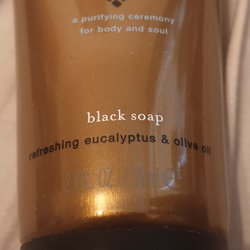 a purifying ceremony
for body and soul
black soap
refreshing eucalyptus & olive oil